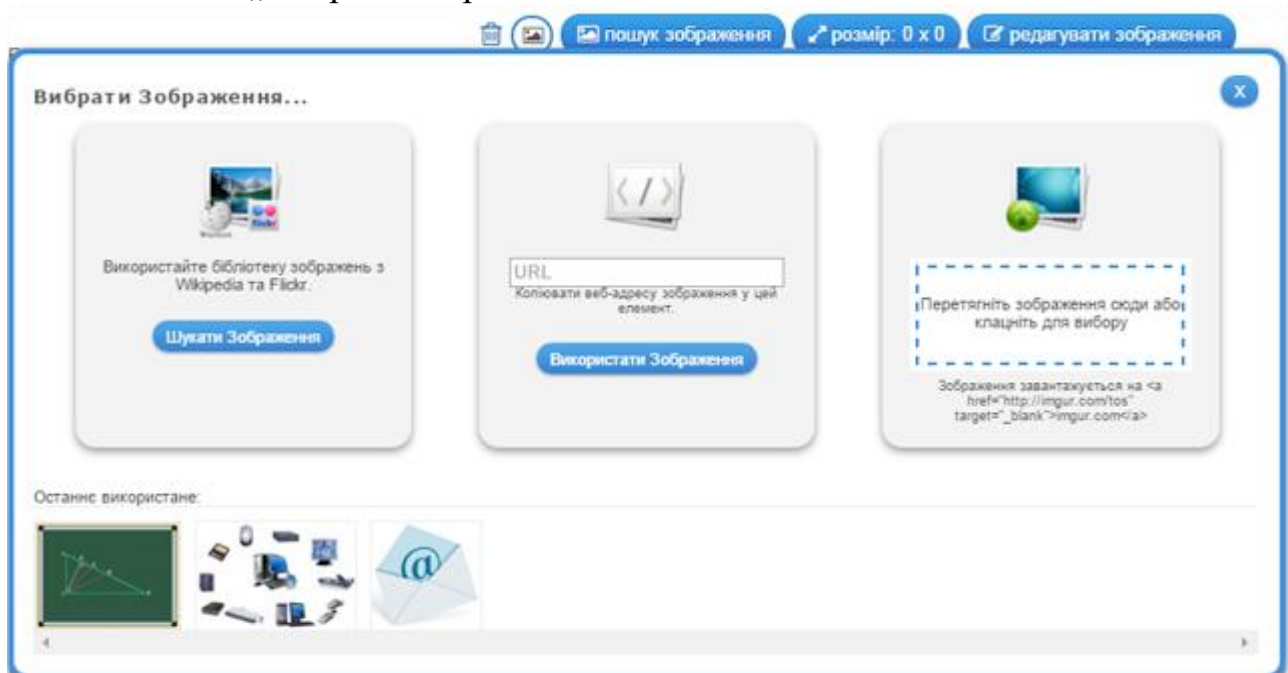 пошук зображення
розмір: 0 x 0
редагувати зображення
Вибрати Зображення...
X
Використайте бібліотеку зображень з
Wikipedia та Flickr.
Шукати Зображення
URL
Копіювати веб-адресу зображення у цей
елемент.
Використати Зображення
Перетягніть зображення сюди або
клацніть для вибору
Зображення завантажується на <a
href="http://imgur.com/tos"
target="_blank">imgur.com</a>
Останнє використане: